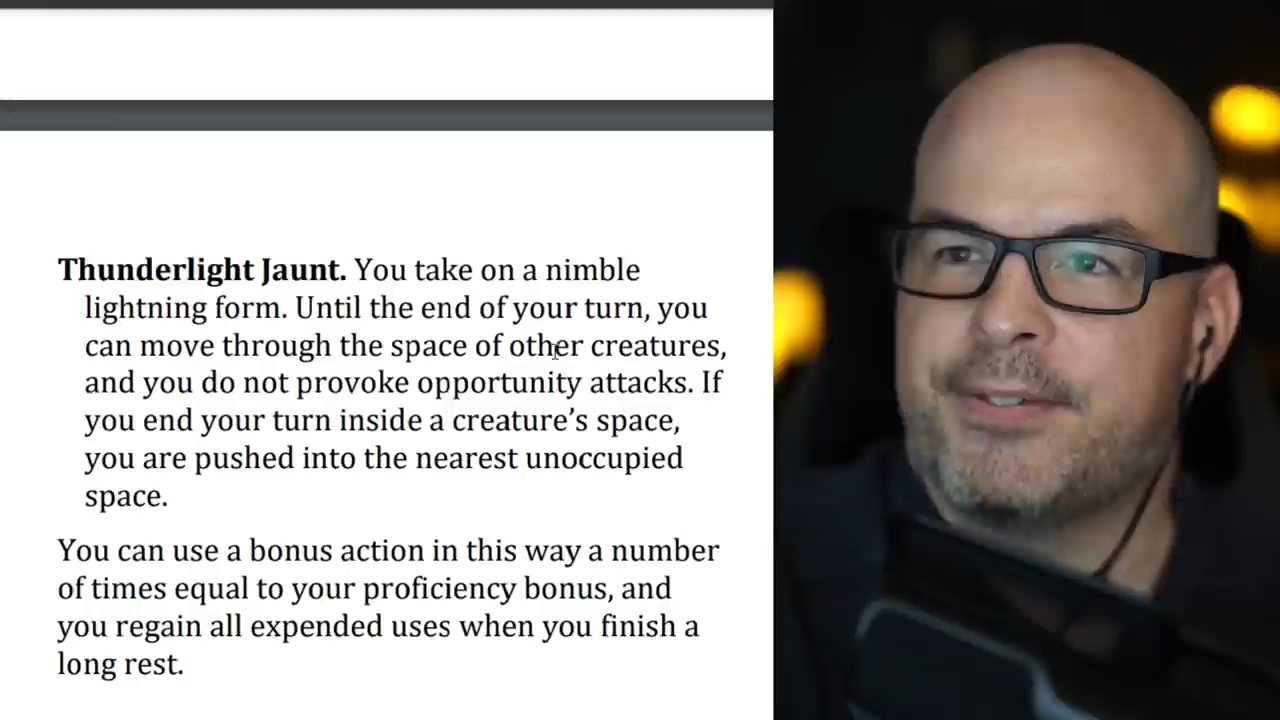 Thunderlight Jaunt. You take on a nimble
lightning form. Until the end of your turn, you
can move through the space of other creatures,
and you do not provoke opportunity attacks. If
you end your turn inside a creature’s space,
you are pushed into the nearest unoccupied
space.
You can use a bonus action in this way a number
of times equal to your proficiency bonus, and
you regain all expended uses when you finish a
long rest.